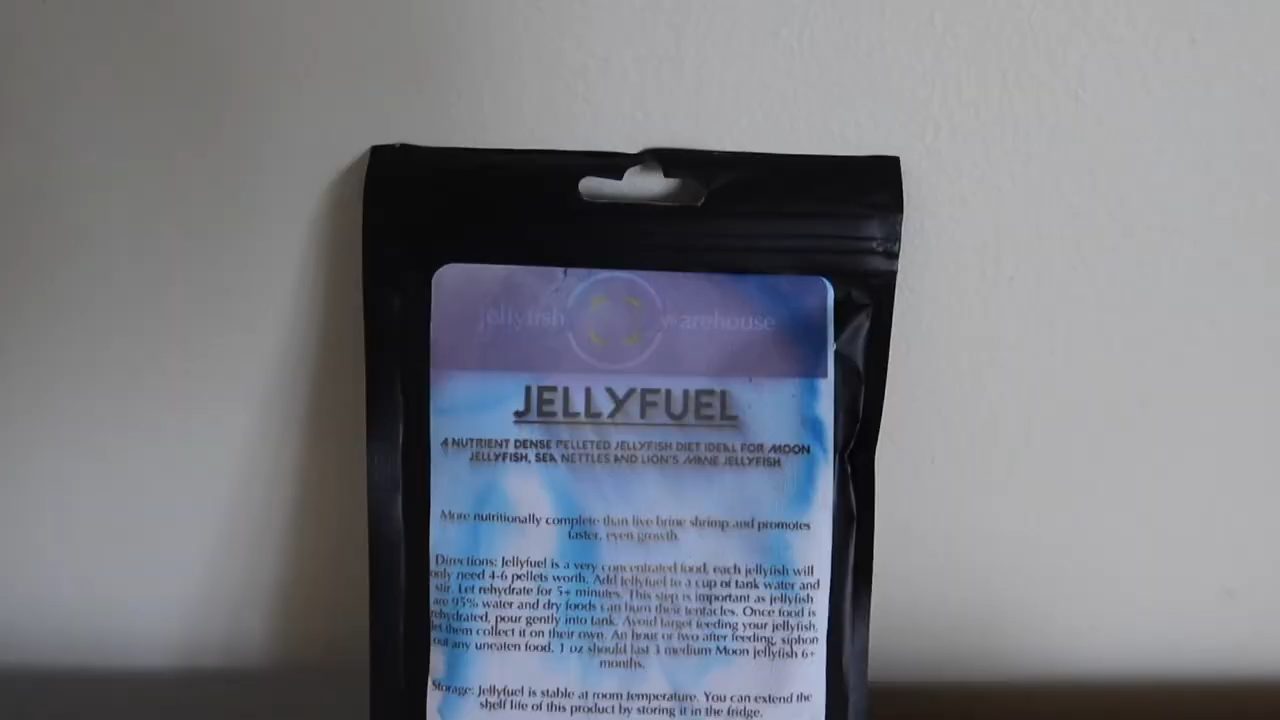 jellyfish warehouse
JELLYFUEL
A NUTRIENT DENSE PELLETED JELLYFISH DIET IDEAL FOR MOON
JELLYFISH, SEA NETTLES AND LION'S MANE JELLYFISH
More nutritionally complete than live brine shrimp and promotes
faster, even growth.
Directions: Jellyfuel is a very concentrated food, each jellyfish will
only need 4-6 pellets worth. Add Jellyfuel to a cup of tank water and
stir. Let rehydrate for 5+ minutes. This step is important as jellyfish
are 95% water and dry foods can burn their tentacles. Once food is
rehydrated, pour gently into tank. Avoid target feeding your jellyfish,
let them collect it on their own. An hour or two after feeding, siphon
out any uneaten food. 1 oz should last 3 medium Moon jellyfish 6+
months.
Storage: Jellyfuel is stable at room temperature. You can extend the
shelf life of this product by storing it in the fridge.